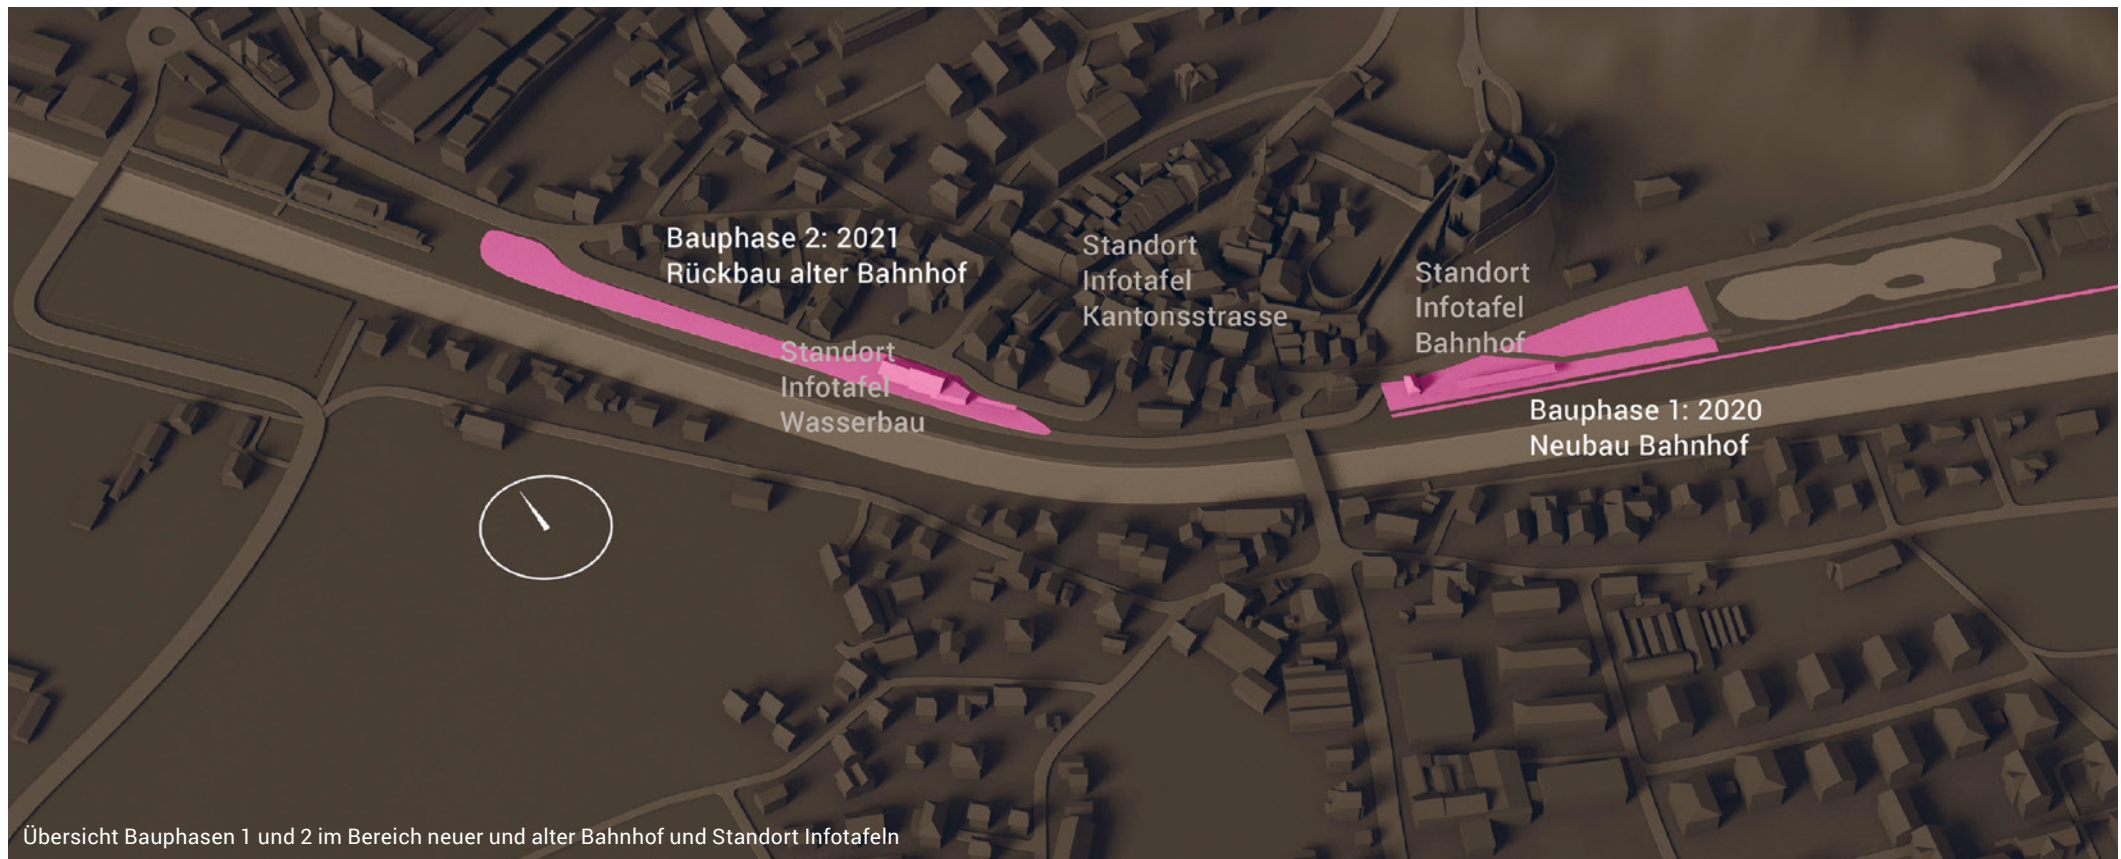 Bauphase 2: 2021
Rückbau alter Bahnhof
Standort
Infotafel
Kantonsstrasse
Standort
Infotafel
Bahnhof
Standort
Infotafel
Wasserbau
Bauphase 1: 2020
Neubau Bahnhof
Übersicht Bauphasen 1 und 2 im Bereich neuer und alter Bahnhof und Standort Infotafeln